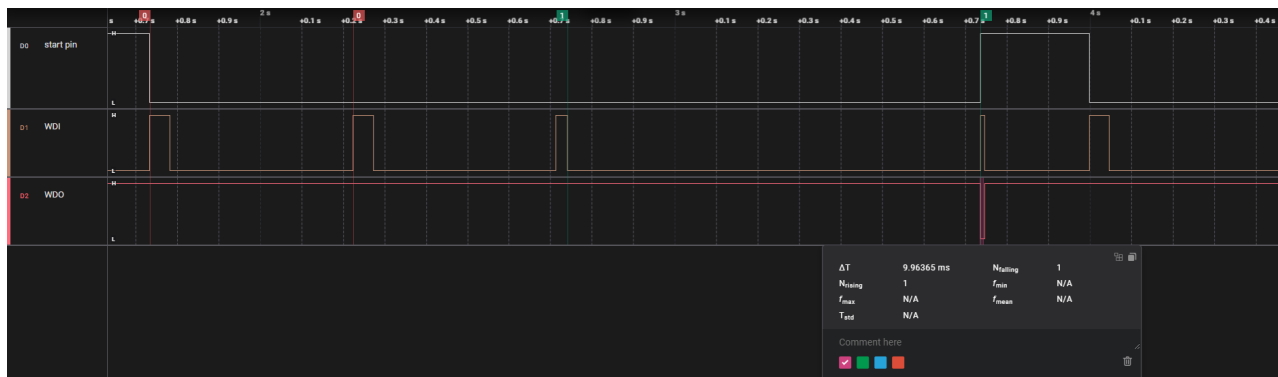 2 s 3 s 4 s
s +0.7 s +0.8 s +0.9 s +0.1 s +0.2 s +0.3 s +0.4 s +0.5 s +0.6 s +0.7 s +0.8 s +0.9 s +0.1 s +0.2 s +0.3 s +0.4 s +0.5 s +0.6 s +0.7 s +0.8 s +0.9 s +0.1 s +0.2 s +0.3 s +0.4 s
0 0 1 1
H
D0 start pin
L
H
D1 WDI
L
H
D2 WDO
L
ΔT 9.96365 ms Nfalling 1
Nrising 1 fmin N/A
fmax N/A fmean N/A
Tstd N/A
Comment here